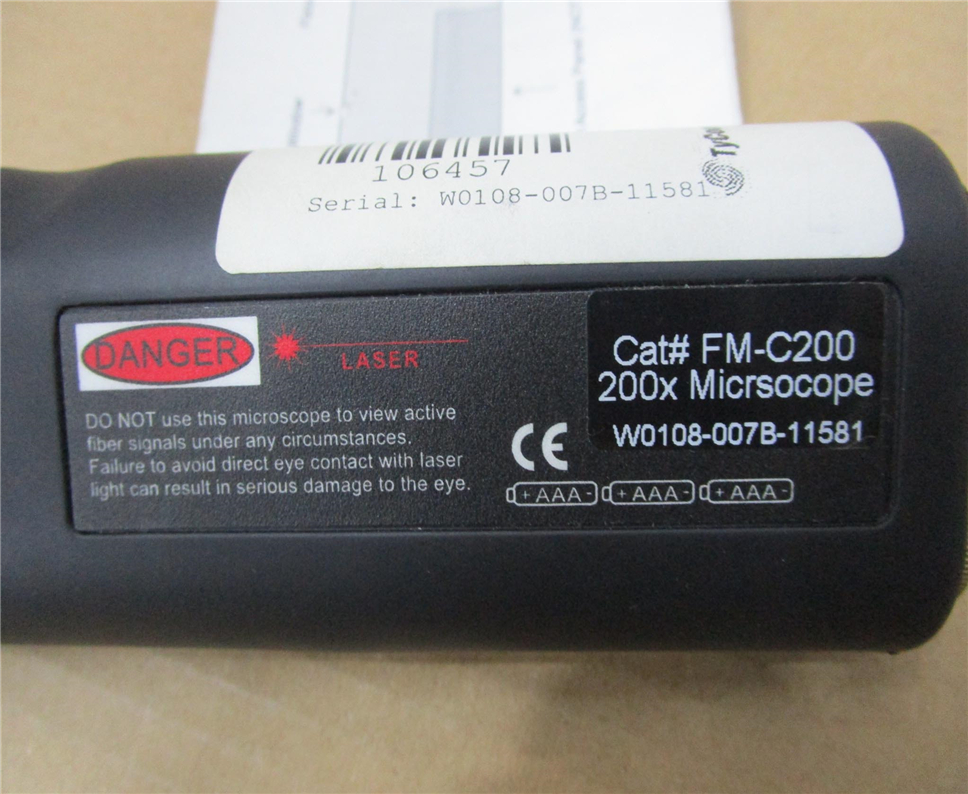 106457
Serial: W0108-007B-11581
DANGER
LASER
DO NOT use this microscope to view active
fiber signals under any circumstances.
Failure to avoid direct eye contact with laser
light can result in serious damage to the eye.
CE
Cat# FM-C200
200x Micrsocope
W0108-007B-11581
+ AAA - + AAA - + AAA -